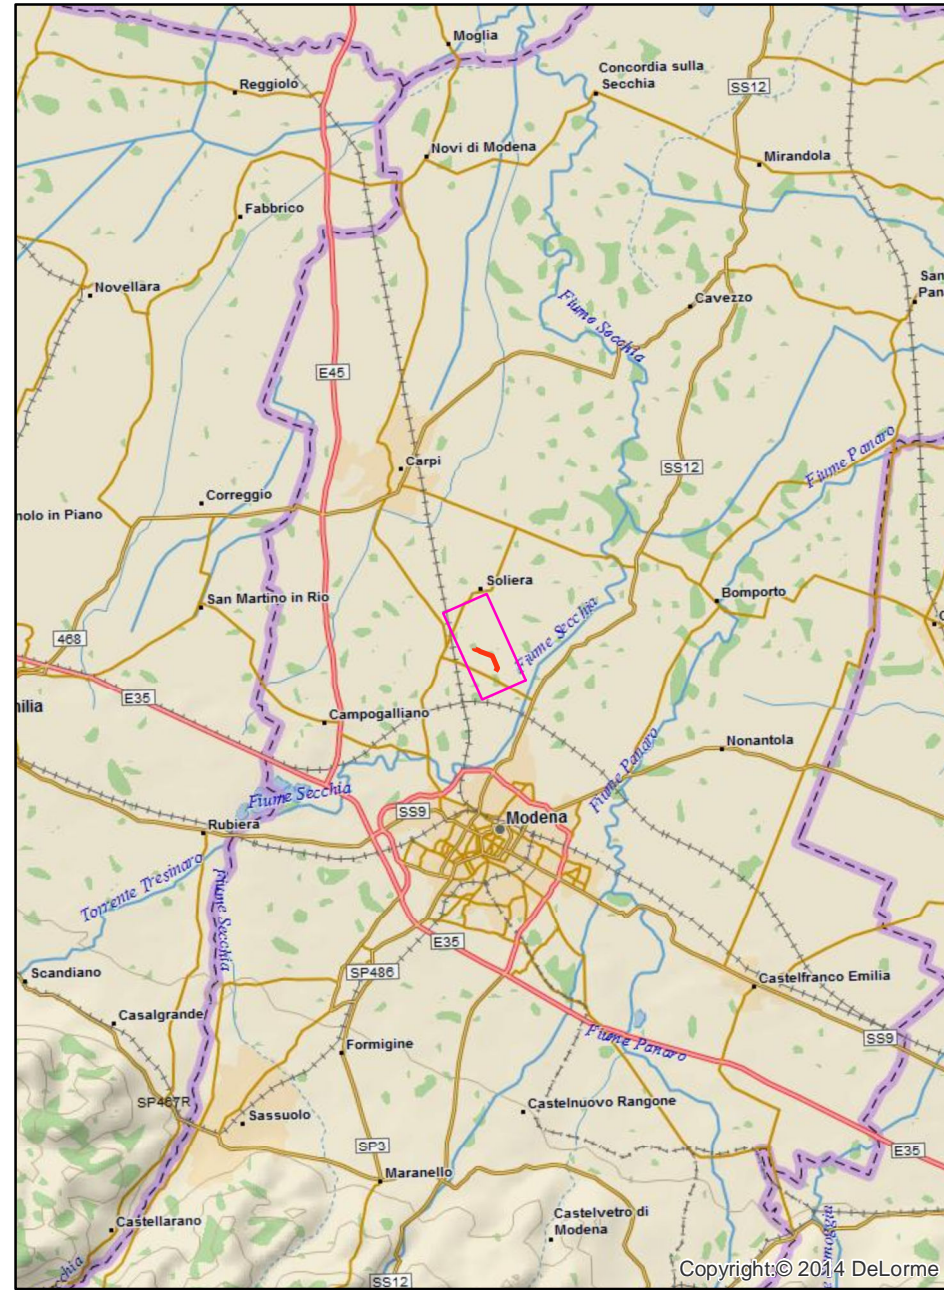 Moglia
Concordia sulla
Secchia
Reggiolo
SS12
Novi di Modena
Mirandola
Fabbrico
San
Pan
Novellara
Cavezzo
Fiume Secchia
E45
Fiume Panaro
Carpi
SS12
Correggio
nolo in Piano
Soliera
Bomporto
San Martino in Rio
Fiume Secchia
468
E35
ilia
Campogalliano
Nonantola
Fiume Panaro
Fiume Secchia
SS9
Modena
Rubiera
Torrente Tresinaro
Fiume Secchia
E35
SP486
Scandiano
Castelfranco Emilia
Casalgrande
Fiume Panaro
SS9
Formigine
SP467R
Castelnuovo Rangone
Sassuolo
SP3
E35
Maranello
Castellarano
Castelvetro di
Modena
cchia
SS12
Copyright:© 2014 DeLorme